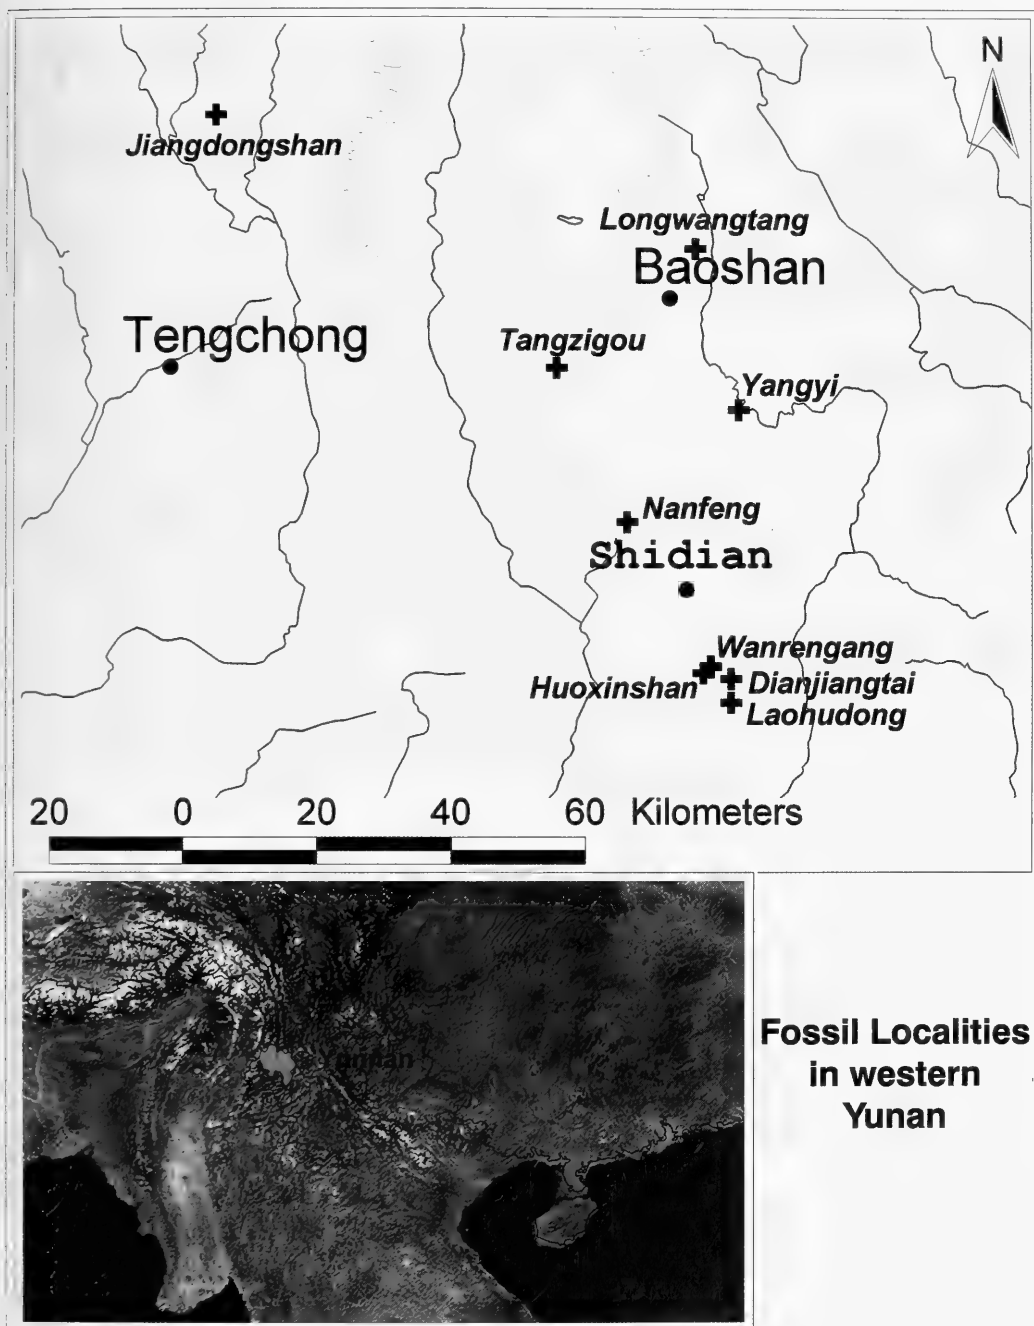 N
Jiangdongshan
Longwangtang
Baoshan
Tengchong
Tangzigou
Yangyi
Nanfeng
Shidian
Wanrengang
Huoxinshan
Dianjiangtai
Laohudong
20 0 20 40 60 Kilometers
Yunnan
Fossil Localities
in western
Yunan